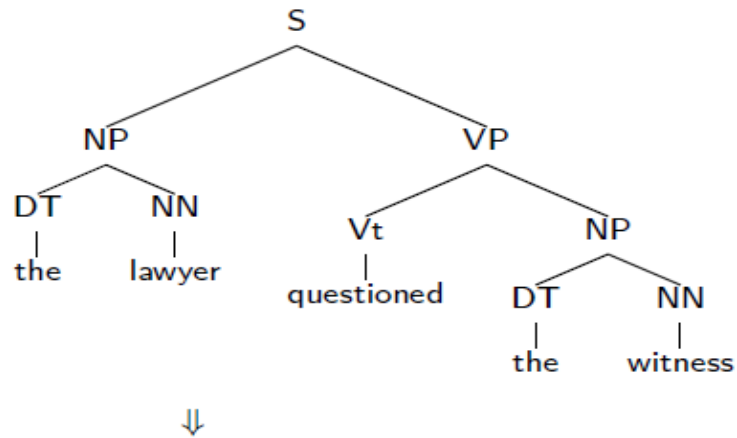 S
NP VP
DT NN Vt NP
the lawyer questioned DT NN
the witness
⇓